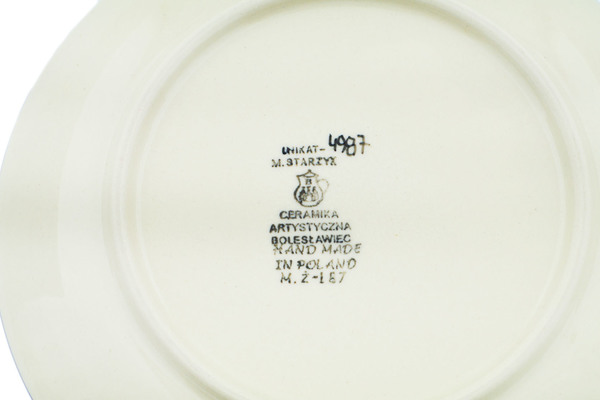 UNIKAT-4987
M. STARZYK
CERAMIKA
ARTYSTYCZNA
BOLESŁAWIEC
HAND MADE
IN POLAND
M.Ż-187